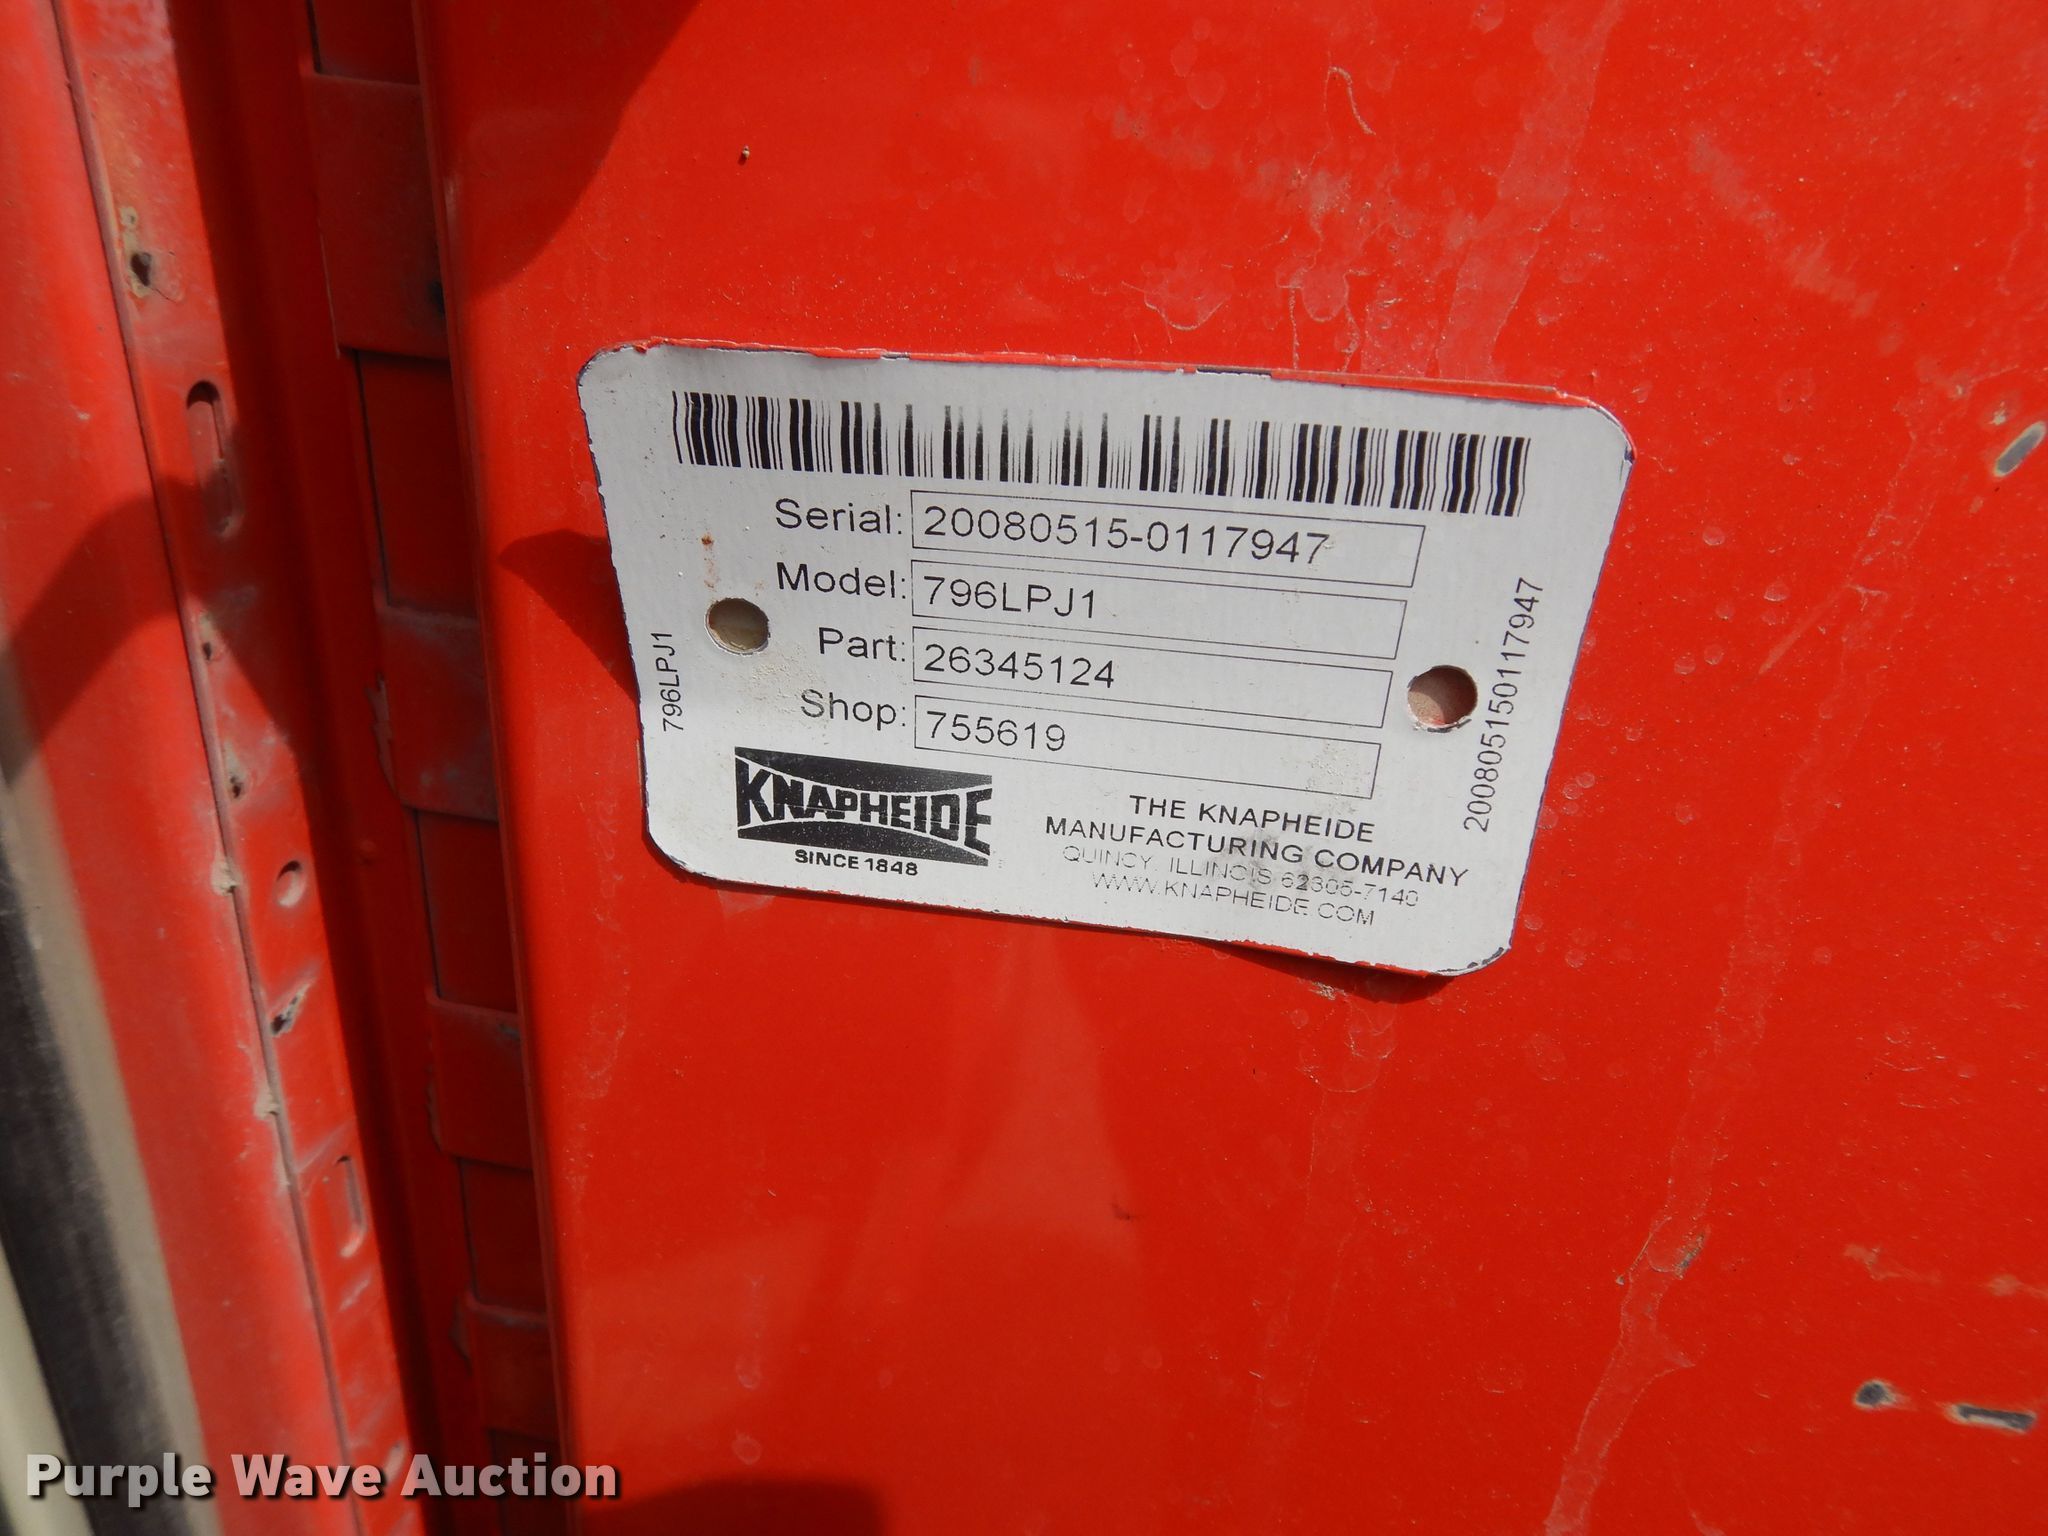 Serial: 20080515-0117947
Model: 796LPJ1
Part: 26345124
Shop: 755619
796LPJ1
200805150117947
KNAPHEIDE
SINCE 1848
THE KNAPHEIDE
MANUFACTURING COMPANY
QUINCY, ILLINOIS 62305-7140
WWW.KNAPHEIDE.COM
Purple Wave Auction